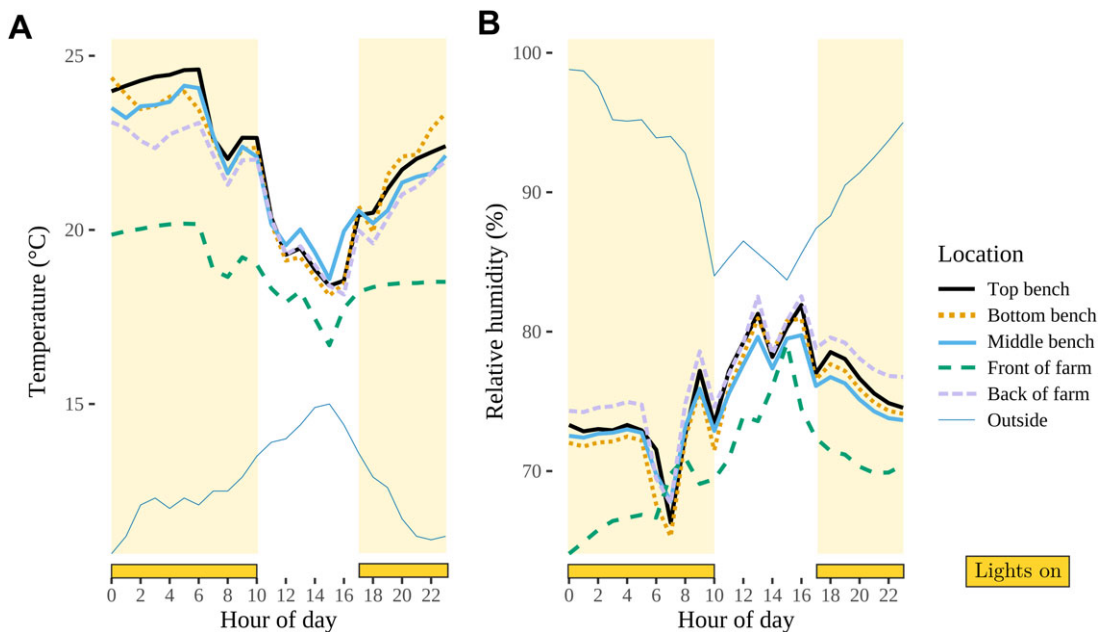 A
B
25
20
15
Temperature (°C)
0 2 4 6 8 10 12 14 16 18 20 22
Hour of day
100
90
80
70
Relative humidity (%)
0 2 4 6 8 10 12 14 16 18 20 22
Hour of day
Location
Top bench
Bottom bench
Middle bench
Front of farm
Back of farm
Outside
Lights on